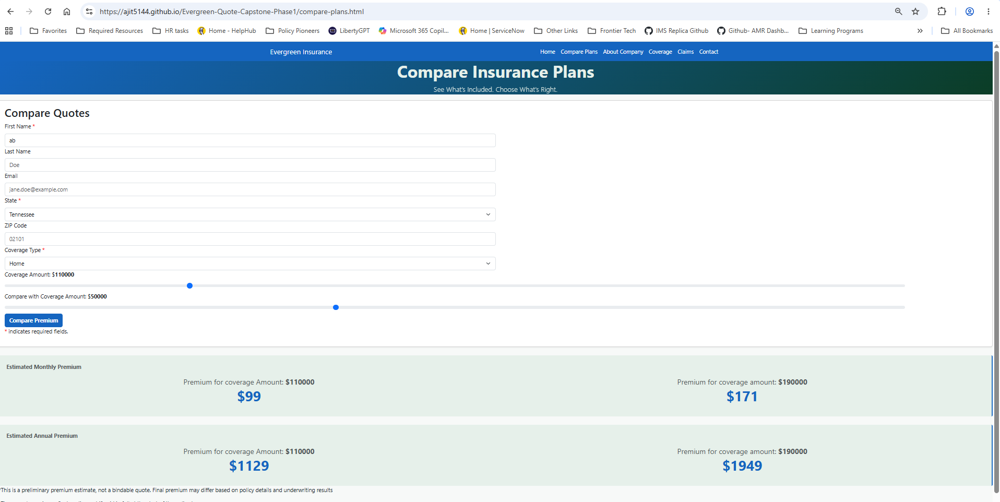 https://ajit5144.github.io/Evergreen-Quote-Capstone-Phase1/compare-plans.html
Favorites Required Resources HR tasks Home - HelpHub Policy Pioneers LibertyGPT Microsoft 365 Copil... Home | ServiceNow Other Links Frontier Tech IMS Replica Github Github- AMR Dashb... Learning Programs » All Bookmarks
Evergreen Insurance Home Compare Plans About Company Coverage Claims Contact
Compare Insurance Plans
See What's Included. Choose What's Right.
Compare Quotes
First Name *
ab
Last Name
Doe
Email
jane.doe@example.com
State *
Tennessee
ZIP Code
02101
Coverage Type *
Home
Coverage Amount: $110000
Compare with Coverage Amount: $50000
Compare Premium
* indicates required fields.
Estimated Monthly Premium
Premium for coverage Amount: $110000 Premium for coverage amount: $190000
$99 $171
Estimated Annual Premium
Premium for coverage Amount: $110000 Premium for coverage amount: $190000
$1129 $1949
*This is a preliminary premium estimate, not a bindable quote. Final premium may differ based on policy details and underwriting results